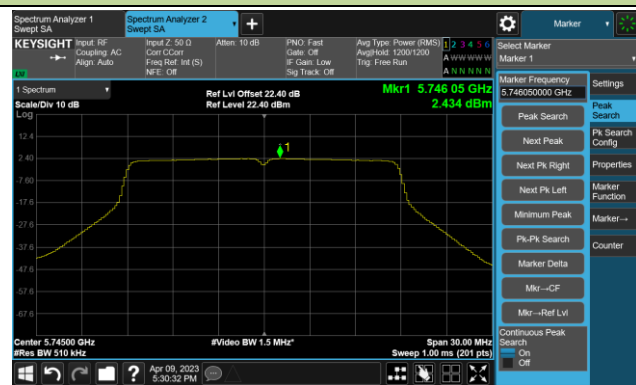 Spectrum Analyzer 1
Swept SA
Spectrum Analyzer 2
Swept SA
+
Marker
KEYSIGHT
Input: RF
Coupling: AC
Align: Auto
Input Z: 50 Ω
Corr CCorr
Freq Ref: Int (S)
NFE: Off
Atten: 10 dB
PNO: Fast
Gate: Off
IF Gain: Low
Sig Track: Off
Avg Type: Power (RMS)
Avg|Hold: 1200/1200
Trig: Free Run
1 2 3 4 5 6
A W W W W W
A N N N N N
Select Marker
Marker 1
1 Spectrum
Scale/Div 10 dB
Log
Ref Lvl Offset 22.40 dB
Ref Level 22.40 dBm
Mkr1 5.746 05 GHz
2.434 dBm
1
12.4
2.40
-7.60
-17.6
-27.6
-37.6
-47.6
-57.6
-67.6
Center 5.74500 GHz
#Res BW 510 kHz
#Video BW 1.5 MHz*
Span 30.00 MHz
Sweep 1.00 ms (201 pts)
Marker Frequency
5.746050000 GHz
Peak Search
Next Peak
Next Pk Right
Next Pk Left
Minimum Peak
Pk-Pk Search
Marker Delta
Mkr→CF
Mkr→Ref Lvl
Continuous Peak
Search
On
Off
Settings
Peak
Search
Pk Search
Config
Properties
Marker
Function
Marker→
Counter
?
Apr 09, 2023
5:30:32 PM